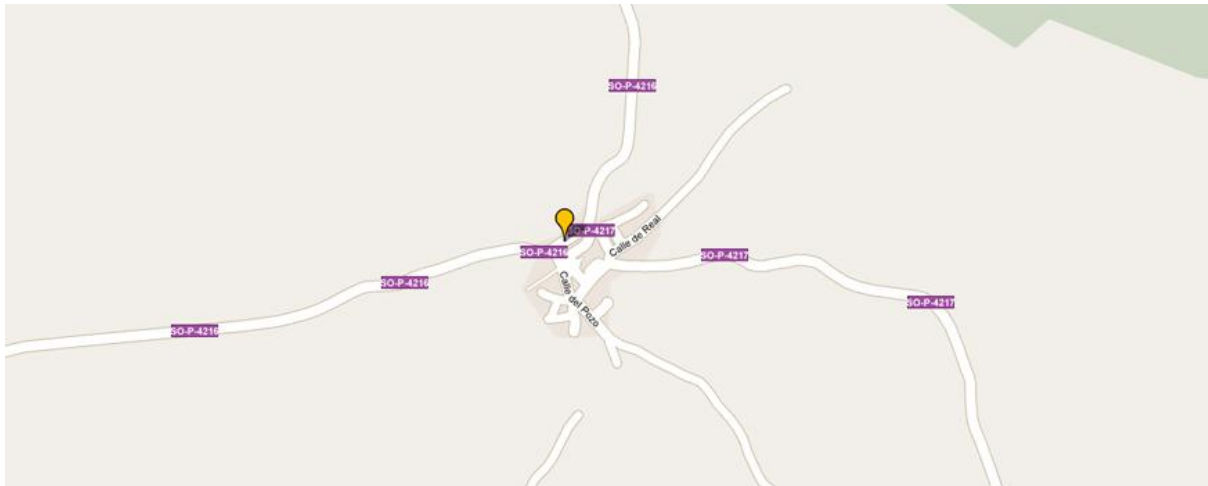 SO-P-4216
SO-P-4217
Calle de Real
SO-P-4216
SO-P-4217
SO-P-4216
Calle del Pozo
SO-P-4217
SO-P-4216